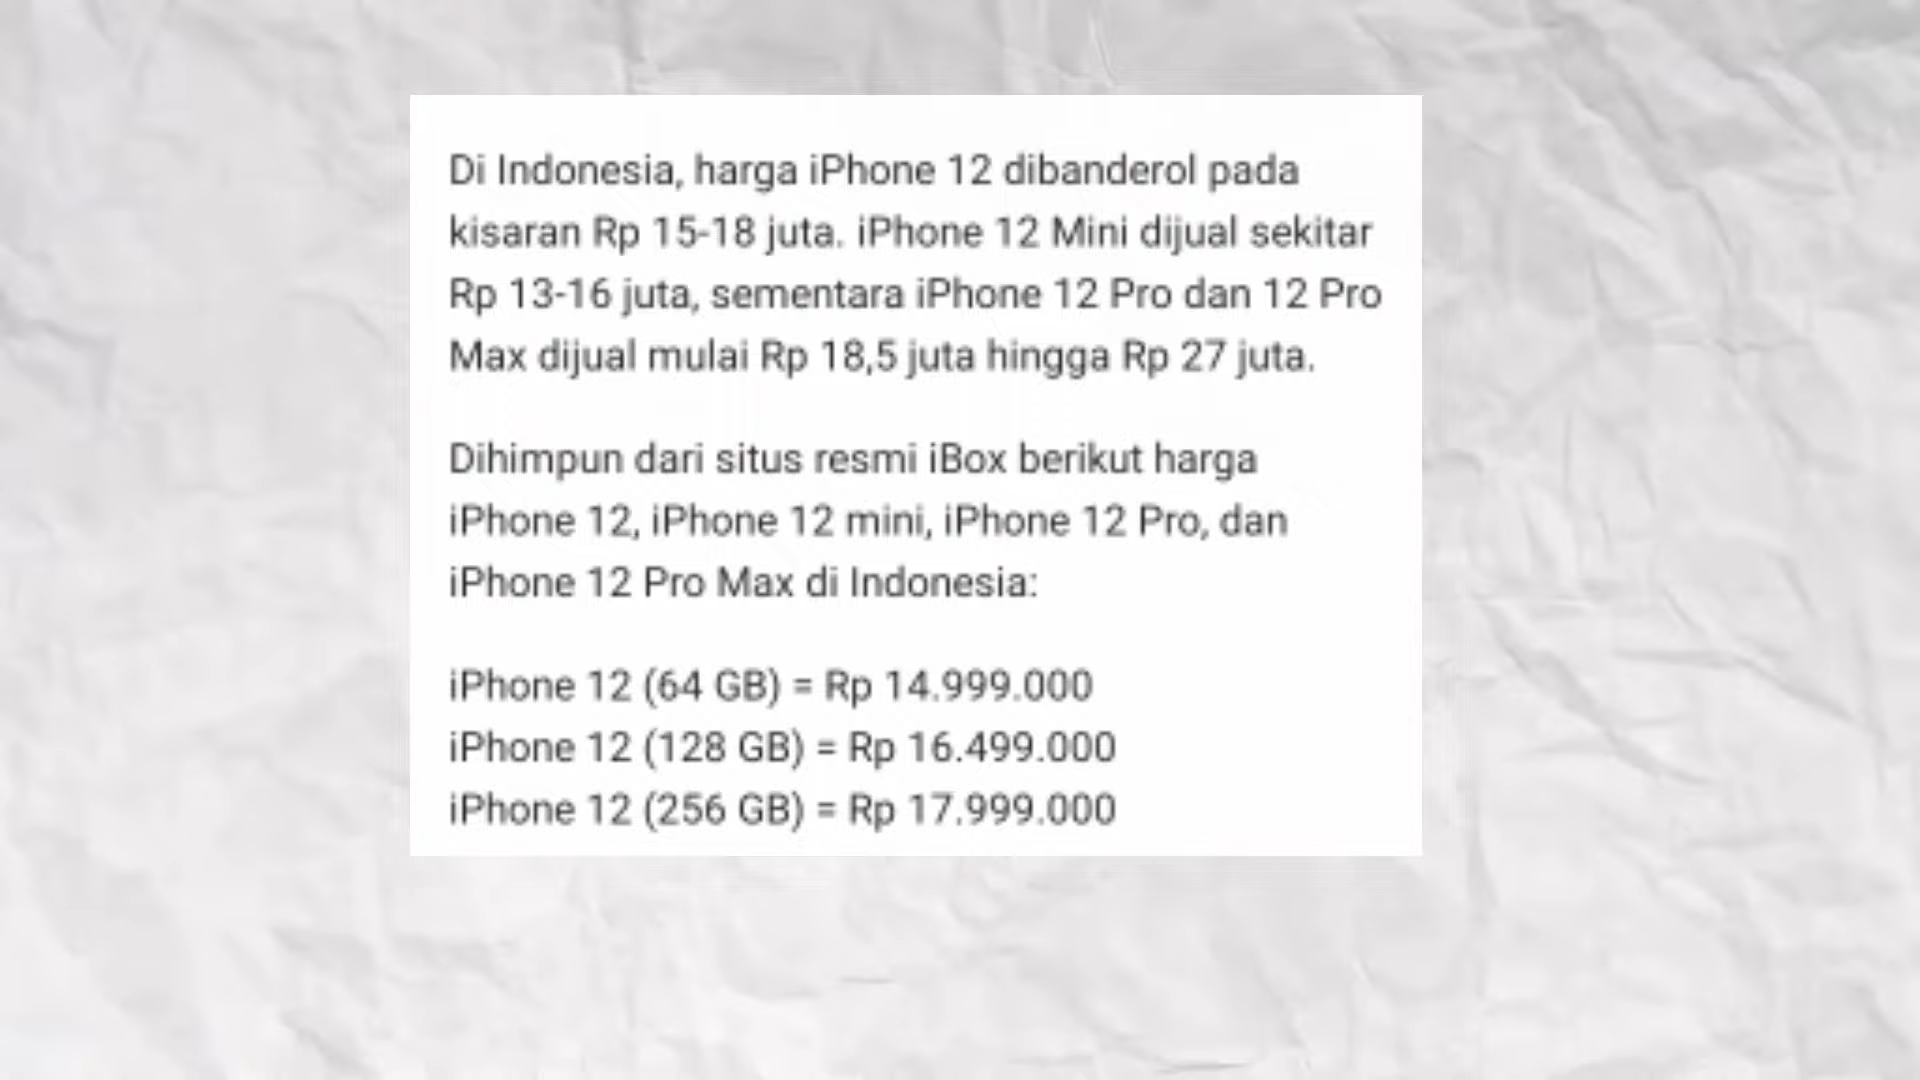 Di Indonesia, harga iPhone 12 dibanderol pada
kisaran Rp 15-18 juta. iPhone 12 Mini dijual sekitar
Rp 13-16 juta, sementara iPhone 12 Pro dan 12 Pro
Max dijual mulai Rp 18,5 juta hingga Rp 27 juta.
Dihimpun dari situs resmi iBox berikut harga
iPhone 12, iPhone 12 mini, iPhone 12 Pro, dan
iPhone 12 Pro Max di Indonesia:
iPhone 12 (64 GB) = Rp 14.999.000
iPhone 12 (128 GB) = Rp 16.499.000
iPhone 12 (256 GB) = Rp 17.999.000